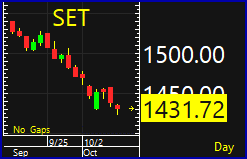 SET
1500.00
1450.00
1431.72
No Gaps
9/25 10/2
Sep Oct Day